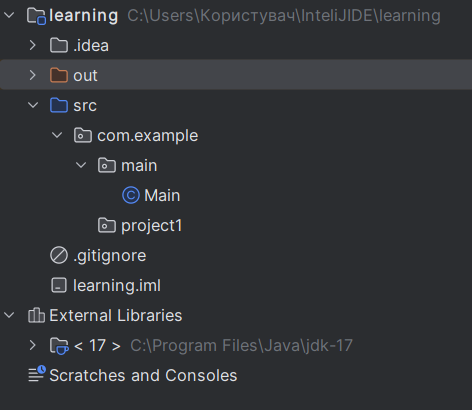 learning C:\Users\Користувач\InteliJIDE\learning
.idea
out
src
com.example
main
Main
project1
.gitignore
learning.iml
External Libraries
< 17 > C:\Program Files\Java\jdk-17
Scratches and Consoles